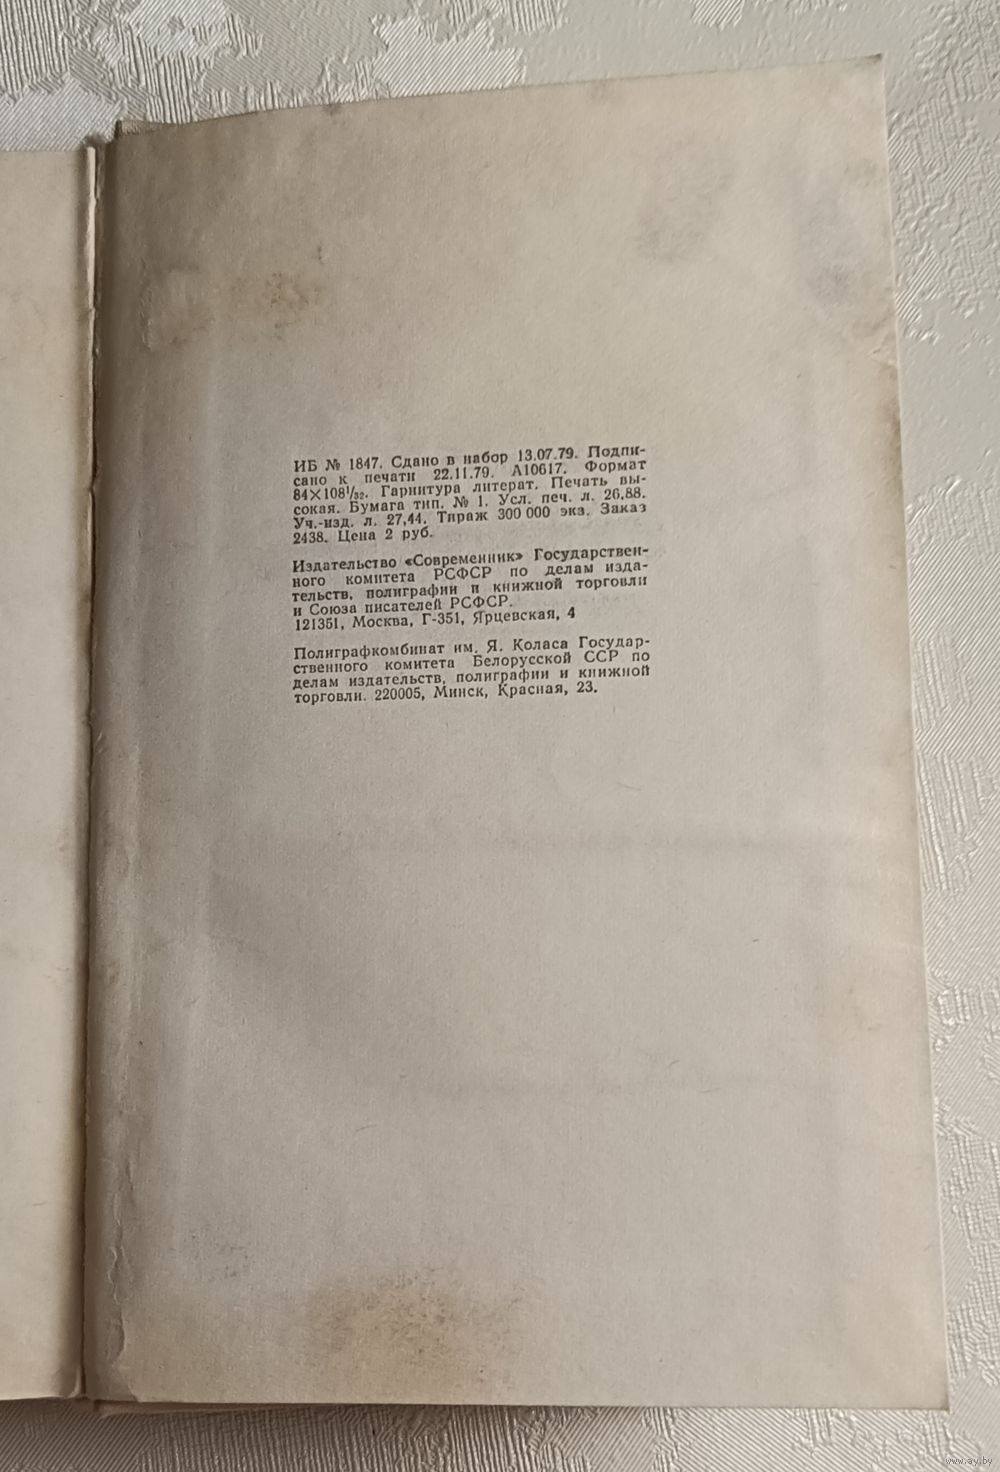 ИБ № 1847. Сдано в набор 13.07.79. Подпи-
сано к печати 22.11.79. А10617. Формат
84×108¹/₃₂. Гарнитура литерат. Печать вы-
сокая. Бумага тип. № 1. Усл. печ. л. 26,88.
Уч.-изд. л. 27,44. Тираж 300 000 экз. Заказ
2438. Цена 2 руб.
Издательство «Современник» Государствен-
ного комитета РСФСР по делам изда-
тельств, полиграфии и книжной торговли
и Союза писателей РСФСР.
121351, Москва, Г-351, Ярцевская, 4
Полиграфкомбинат им. Я. Коласа Государ-
ственного комитета Белорусской ССР по
делам издательств, полиграфии и книжной
торговли. 220005, Минск, Красная, 23.
www.ay.by